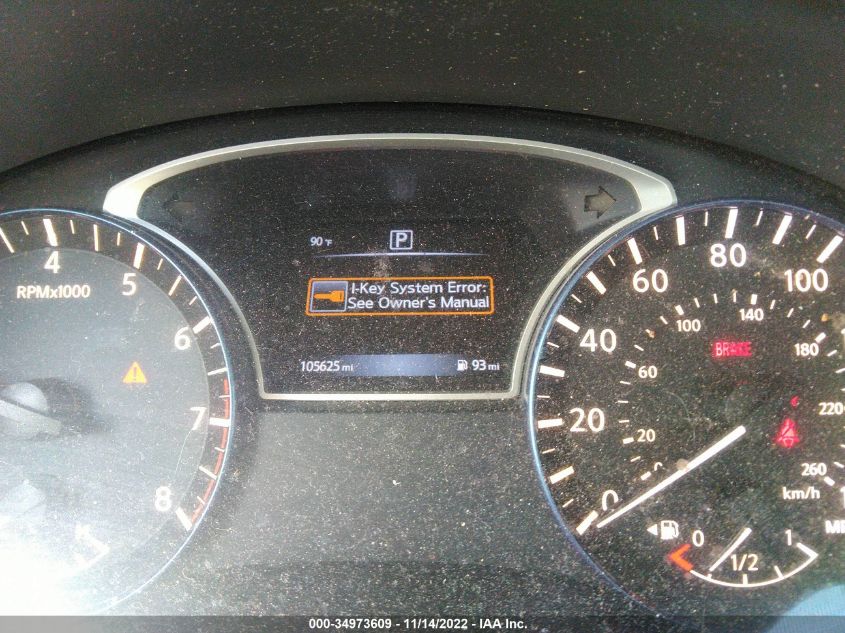 90 °F
P
I-Key System Error:
See Owner's Manual
105625 mi
93 mi
4
5
6
7
8
RPMx1000
0
20
40
60
80
100
20
60
100
140
180
220
260
km/h
BRAKE
0
1/2
1
000-34973609 - 11/14/2022 - IAA Inc.